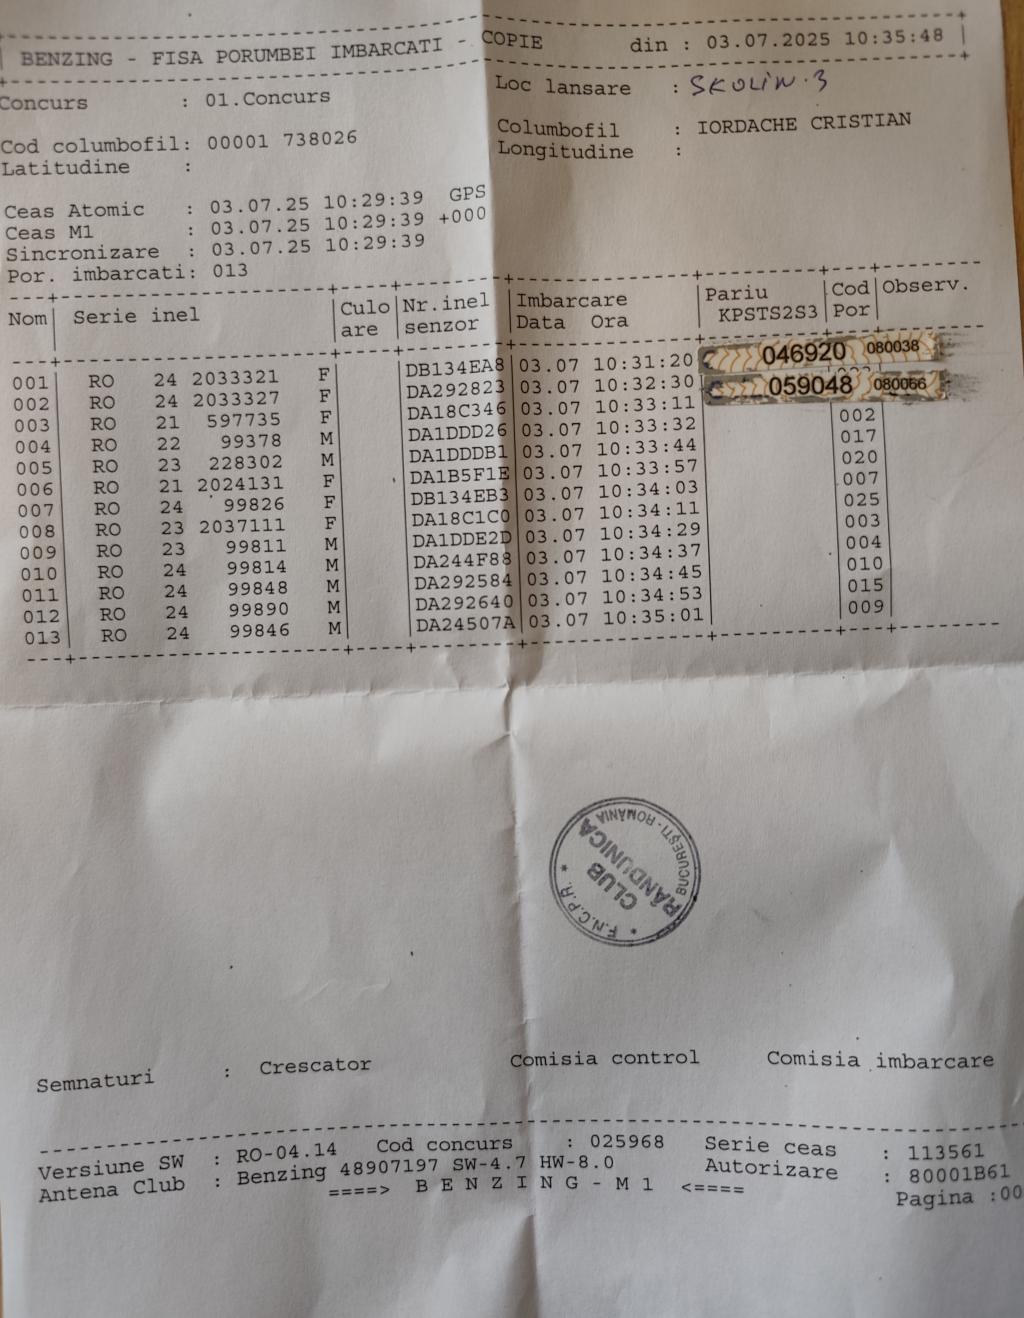 BENZING - FISA PORUMBEI IMBARCATI - COPIE din : 03.07.2025 10:35:48
Concurs : 01.Concurs Loc lansare : SKOLIN.3
Cod columbofil: 00001 738026 Columbofil : IORDACHE CRISTIAN
Latitudine : Longitudine :
Ceas Atomic : 03.07.25 10:29:39 GPS
Ceas M1 : 03.07.25 10:29:39 +000
Sincronizare : 03.07.25 10:29:39
Por. imbarcati: 013
Nom Serie inel Culo Nr.inel Imbarcare Pariu Cod Observ.
are senzor Data Ora KPSTS2S3 Por
001 RO 24 2033321 F DB134EA8 03.07 10:31:20 046920 080038
002 RO 24 2033327 F DA292823 03.07 10:32:30 059048 080066
003 RO 21 597735 F DA18C346 03.07 10:33:11 002
004 RO 22 99378 M DA1DDD26 03.07 10:33:32 017
005 RO 23 228302 M DA1DDDB1 03.07 10:33:44 020
006 RO 21 2024131 F DA1B5F1E 03.07 10:33:57 007
007 RO 24 99826 F DB134EB3 03.07 10:34:03 025
008 RO 23 2037111 F DA18C1C0 03.07 10:34:11 003
009 RO 23 99811 M DA1DDE2D 03.07 10:34:29 004
010 RO 24 99814 M DA244F88 03.07 10:34:37 010
011 RO 24 99848 M DA292584 03.07 10:34:45 015
012 RO 24 99890 M DA292640 03.07 10:34:53 009
013 RO 24 99846 M DA24507A 03.07 10:35:01
F.N.C.P.R. * BUCUREȘTI - ROMÂNIA *
CLUB
RÂNDUNICA
Semnaturi : Crescator Comisia control Comisia imbarcare
Versiune SW : RO-04.14 Cod concurs : 025968 Serie ceas : 113561
Antena Club : Benzing 48907197 SW-4.7 HW-8.0 Autorizare : 80001B61
====> B E N Z I N G - M 1 <==== Pagina :00